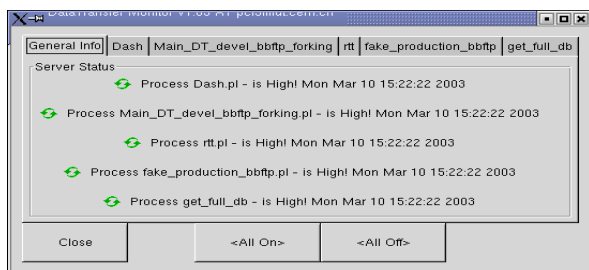 DataTransfer Monitor V1.03 AT
General Info Dash Main_DT_devel_bbftp_forking rtt fake_production_bbftp get_full_db
Server Status
Process Dash.pl - is High! Mon Mar 10 15:22:22 2003
Process Main_DT_devel_bbftp_forking.pl - is High! Mon Mar 10 15:22:22 2003
Process rtt.pl - is High! Mon Mar 10 15:22:22 2003
Process fake_production_bbftp.pl - is High! Mon Mar 10 15:22:22 2003
Process get_full_db - is High! Mon Mar 10 15:22:22 2003
Close <All On> <All Off>